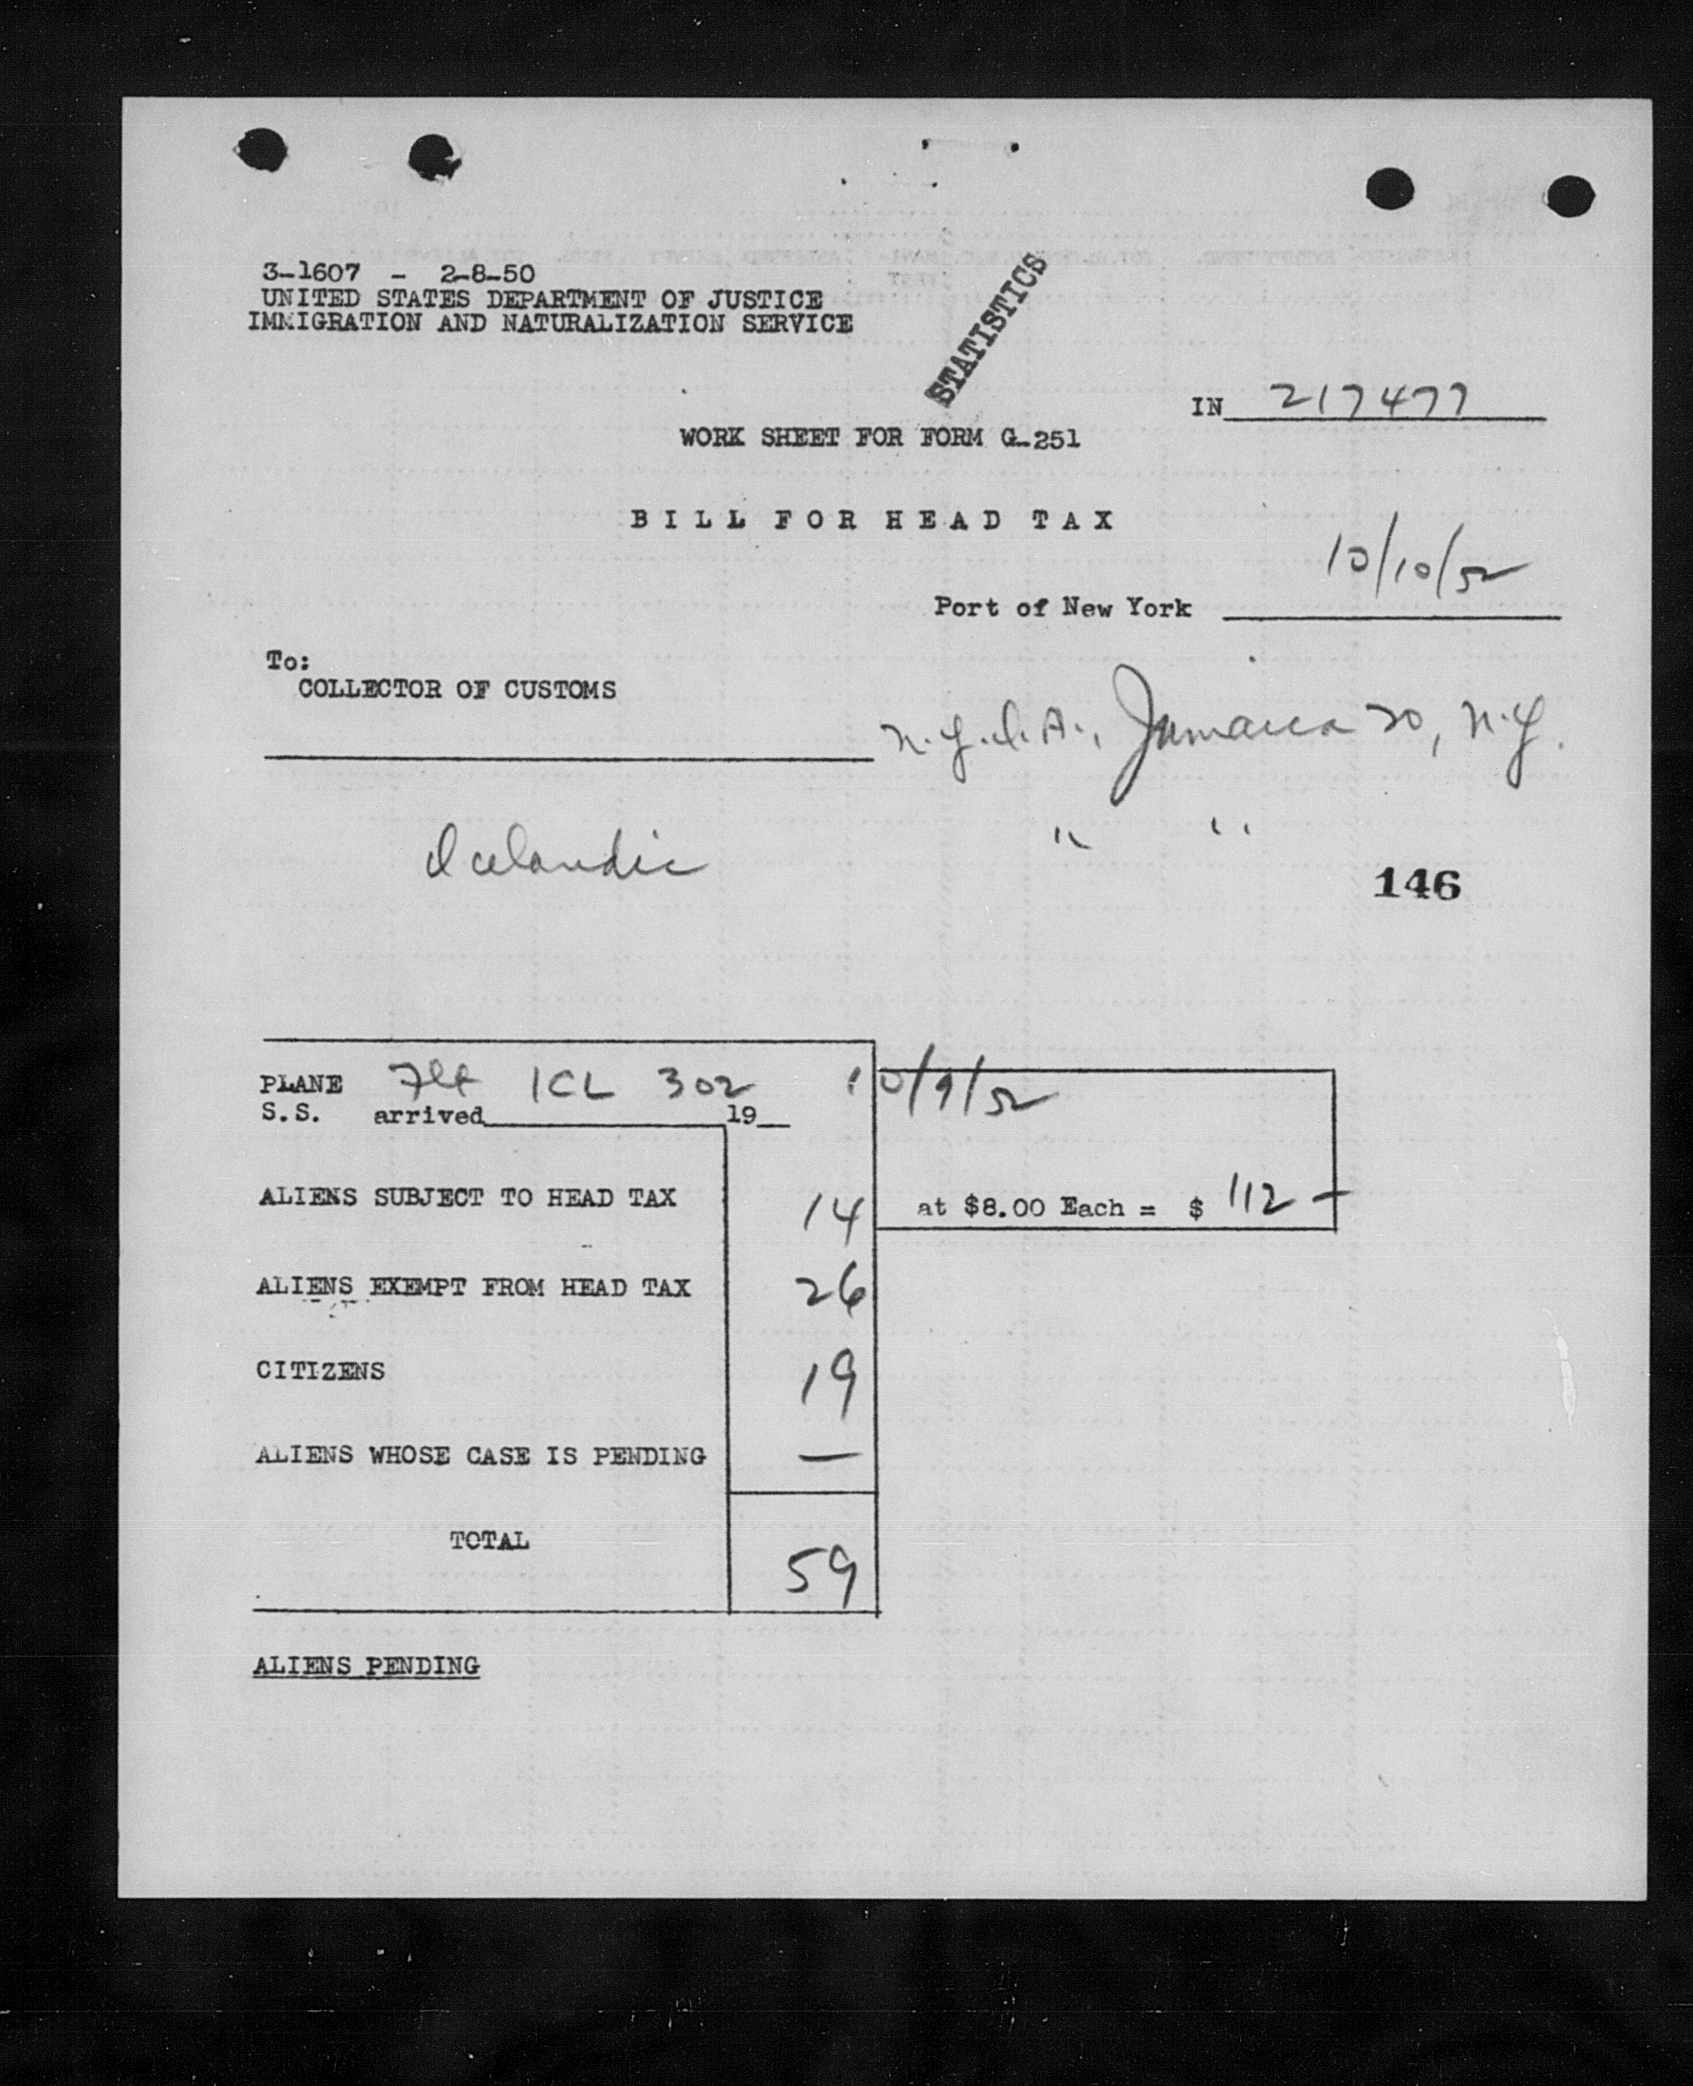 3-1607 - 2-8-50
UNITED STATES DEPARTMENT OF JUSTICE
IMMIGRATION AND NATURALIZATION SERVICE
STATISTICS
IN 217477
WORK SHEET FOR FORM G-251
BILL FOR HEAD TAX
10/10/52
Port of New York
To:
COLLECTOR OF CUSTOMS
N.Y.I.A., Jamaica 30, N.Y.
Icelandic " "
146
PLANE Flt ICL 302 10/9/52
S.S. arrived 19
ALIENS SUBJECT TO HEAD TAX 14 at $8.00 Each = $ 112 —
ALIENS EXEMPT FROM HEAD TAX 26
CITIZENS 19
ALIENS WHOSE CASE IS PENDING —
TOTAL 59
ALIENS PENDING